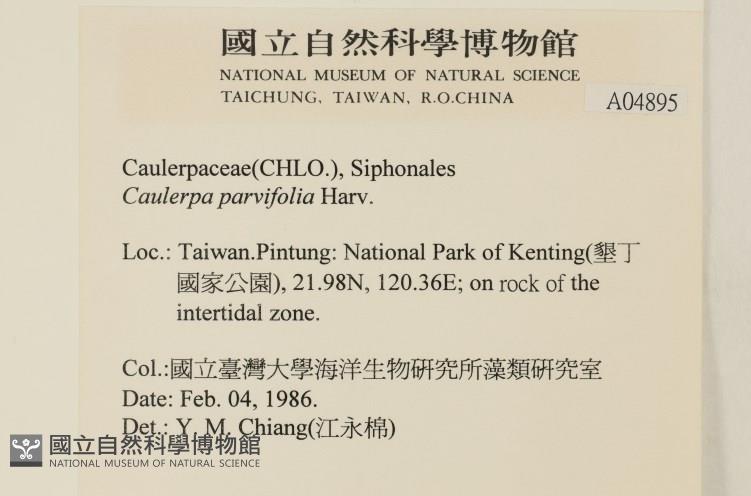 國立自然科學博物館
NATIONAL MUSEUM OF NATURAL SCIENCE
TAICHUNG, TAIWAN, R.O.CHINA
A04895
Caulerpaceae(CHLO.), Siphonales
Caulerpa parvifolia Harv.
Loc.: Taiwan.Pintung: National Park of Kenting(墾丁
國家公園), 21.98N, 120.36E; on rock of the
intertidal zone.
Col.:國立臺灣大學海洋生物研究所藻類研究室
Date: Feb. 04, 1986.
Det.: Y. M. Chiang(江永棉)
國立自然科學博物館
NATIONAL MUSEUM OF NATURAL SCIENCE